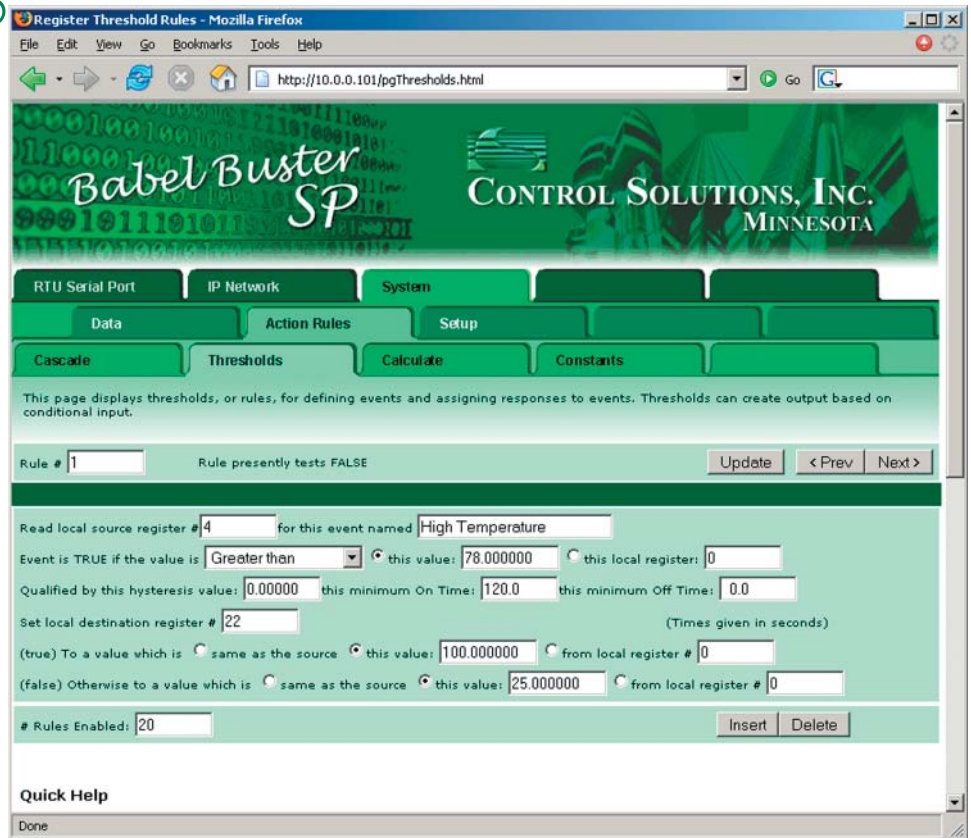 Register Threshold Rules - Mozilla Firefox
File Edit View Go Bookmarks Tools Help
http://10.0.0.101/pgThresholds.html Go G
Babel Buster
SP
CONTROL SOLUTIONS, INC.
MINNESOTA
RTU Serial Port IP Network System
Data Action Rules Setup
Cascade Thresholds Calculate Constants
This page displays thresholds, or rules, for defining events and assigning responses to events. Thresholds can create output based on
conditional input.
Rule # 1 Rule presently tests FALSE Update < Prev Next >
Read local source register # 4 for this event named High Temperature
Event is TRUE if the value is Greater than this value: 78.000000 this local register: 0
Qualified by this hysteresis value: 0.00000 this minimum On Time: 120.0 this minimum Off Time: 0.0
Set local destination register # 22 (Times given in seconds)
(true) To a value which is same as the source this value: 100.000000 from local register # 0
(false) Otherwise to a value which is same as the source this value: 25.000000 from local register # 0
# Rules Enabled: 20 Insert Delete
Quick Help
Done